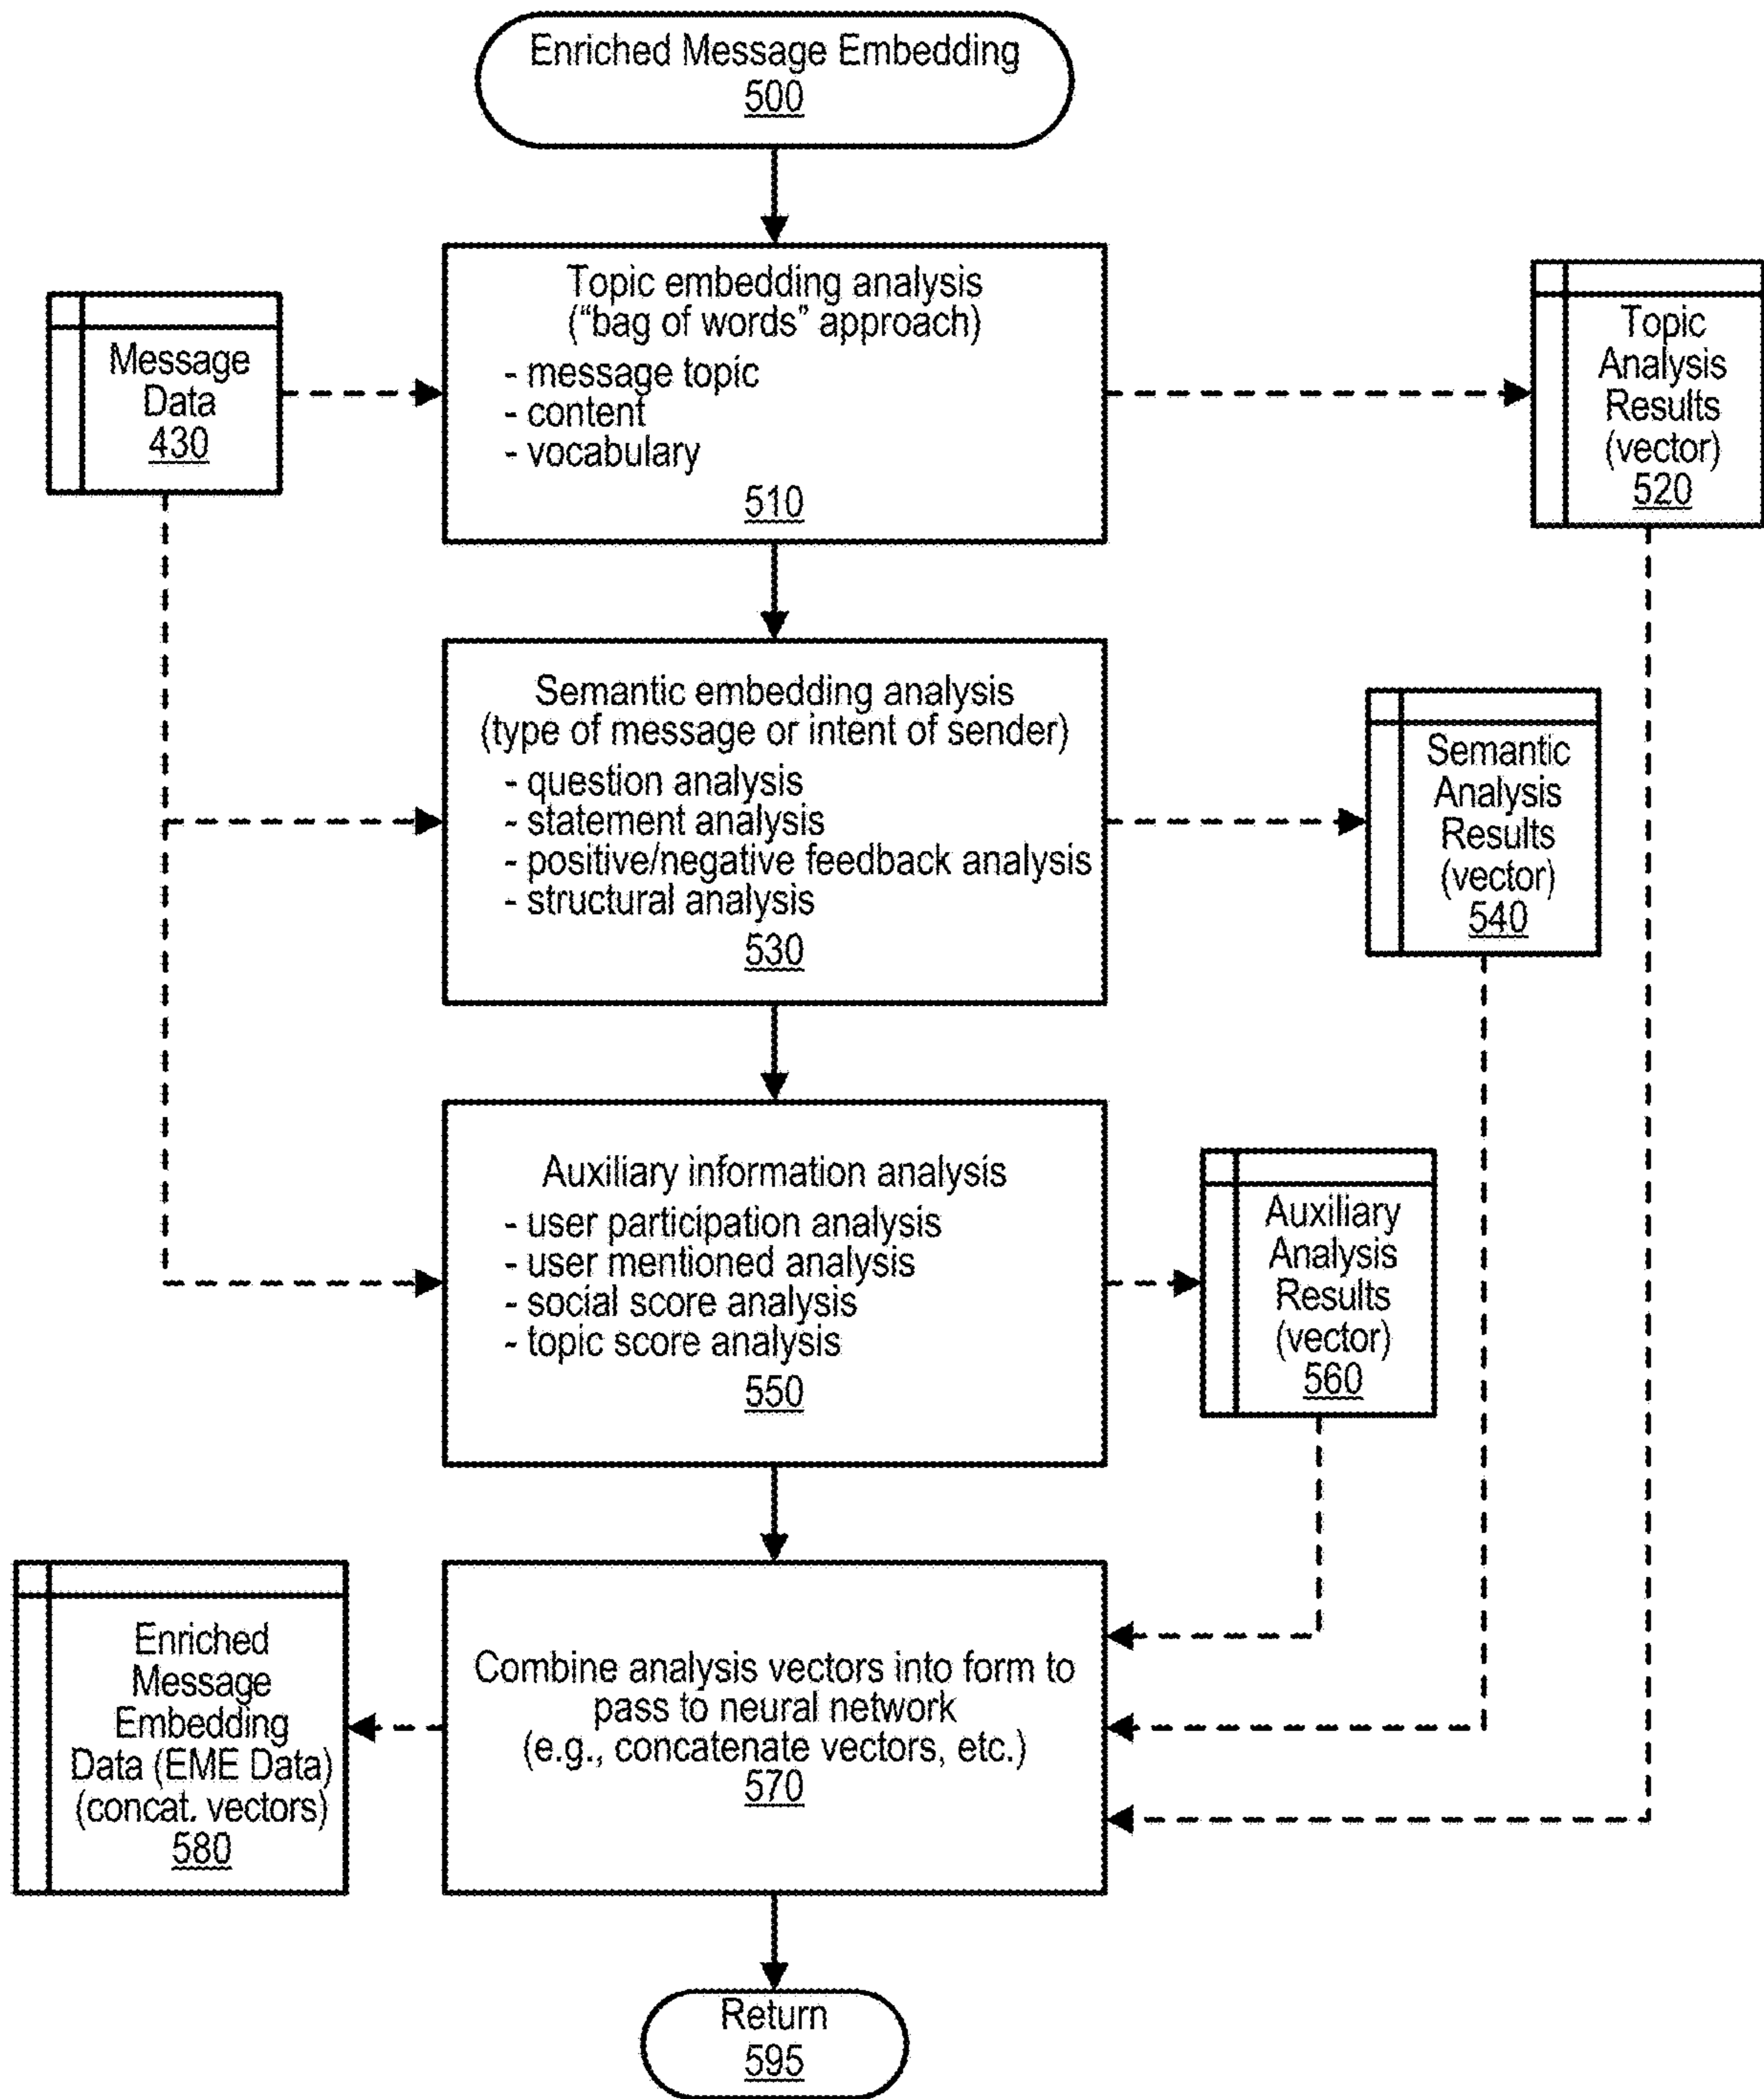 Enriched Message Embedding
500
Topic embedding analysis
(“bag of words” approach)
- message topic
- content
- vocabulary
510
Message
Data
430
Topic
Analysis
Results
(vector)
520
Semantic embedding analysis
(type of message or intent of sender)
- question analysis
- statement analysis
- positive/negative feedback analysis
- structural analysis
530
Semantic
Analysis
Results
(vector)
540
Auxiliary information analysis
- user participation analysis
- user mentioned analysis
- social score analysis
- topic score analysis
550
Auxiliary
Analysis
Results
(vector)
560
Enriched
Message
Embedding
Data (EME Data)
(concat. vectors)
580
Combine analysis vectors into form to
pass to neural network
(e.g., concatenate vectors, etc.)
570
Return
595